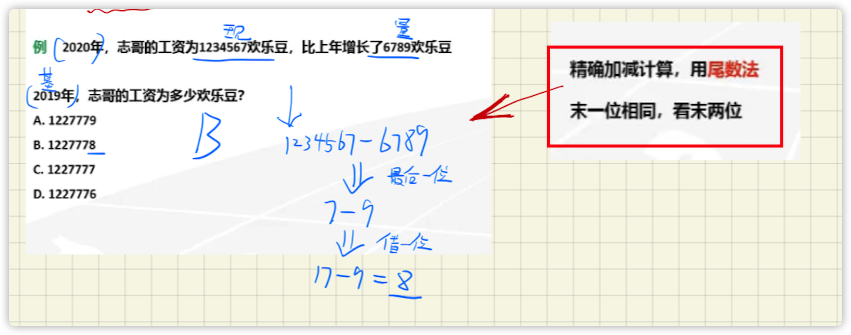 现
量
例 2020年，志哥的工资为1234567欢乐豆，比上年增长了6789欢乐豆
基
2019年，志哥的工资为多少欢乐豆？
A. 1227779
B. 1227778
C. 1227777
D. 1227776
B
1234567-6789
最后一位
7-9
借一位
17-9=8
精确加减计算，用尾数法
末一位相同，看末两位